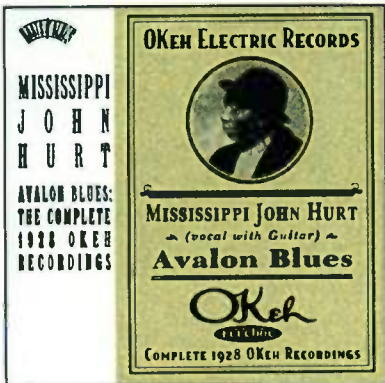 MISSISSIPPI
JOHN
HURT
AVALON BLUES:
THE COMPLETE
1928 OKEH
RECORDINGS
OKEH ELECTRIC RECORDS
MISSISSIPPI JOHN HURT
(vocal with Guitar)
Avalon Blues
OKeh
ELECTRIC
COMPLETE 1928 OKEH RECORDINGS